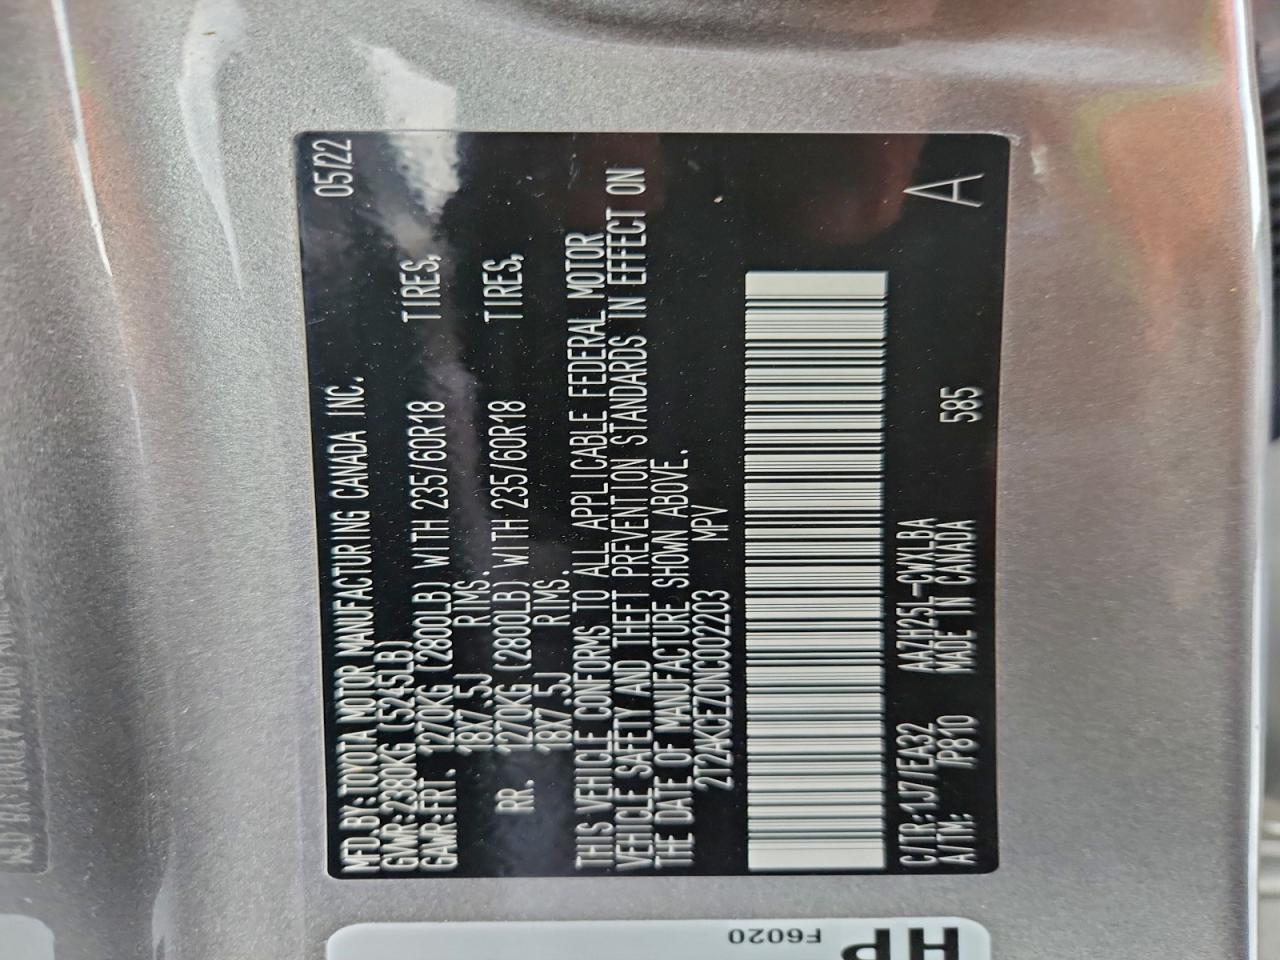 MFD.BY:TOYOTA MOTOR MANUFACTURING CANADA INC. 05/22
GVWR:2380KG (5245LB)
GAWR:FRT. 1270KG (2800LB) WITH 235/60R18 TIRES,
18X7.5J RIMS.
RR. 1270KG (2800LB) WITH 235/60R18 TIRES,
18X7.5J RIMS.
THIS VEHICLE CONFORMS TO ALL APPLICABLE FEDERAL MOTOR
VEHICLE SAFETY AND THEFT PREVENTION STANDARDS IN EFFECT ON
THE DATE OF MANUFACTURE SHOWN ABOVE.
2T2AKCEZ0NC002203 MPV
C/TR:1J7/EA32 AAZH25L-CWXLBA
A/TM: P810 MADE IN CANADA 585 A
F6020
HP